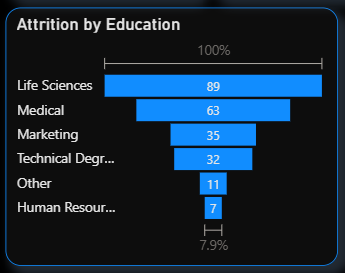 Attrition by Education
100%
Life Sciences 89
Medical 63
Marketing 35
Technical Degr... 32
Other 11
Human Resour... 7
7.9%